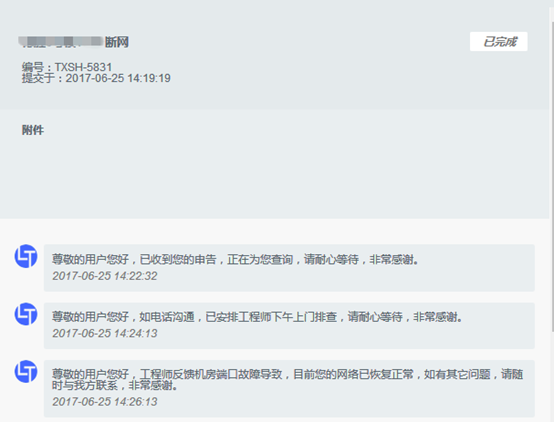 断网
已完成
编号：TXSH-5831
提交于：2017-06-25 14:19:19
附件
尊敬的用户您好，已收到您的申告，正在为您查询，请耐心等待，非常感谢。
2017-06-25 14:22:32
尊敬的用户您好，如电话沟通，已安排工程师下午上门排查，请耐心等待，非常感谢。
2017-06-25 14:24:13
尊敬的用户您好，工程师反馈机房端口故障导致，目前您的网络已恢复正常，如有其它问题，请随
时与我方联系，非常感谢。
2017-06-25 14:26:13